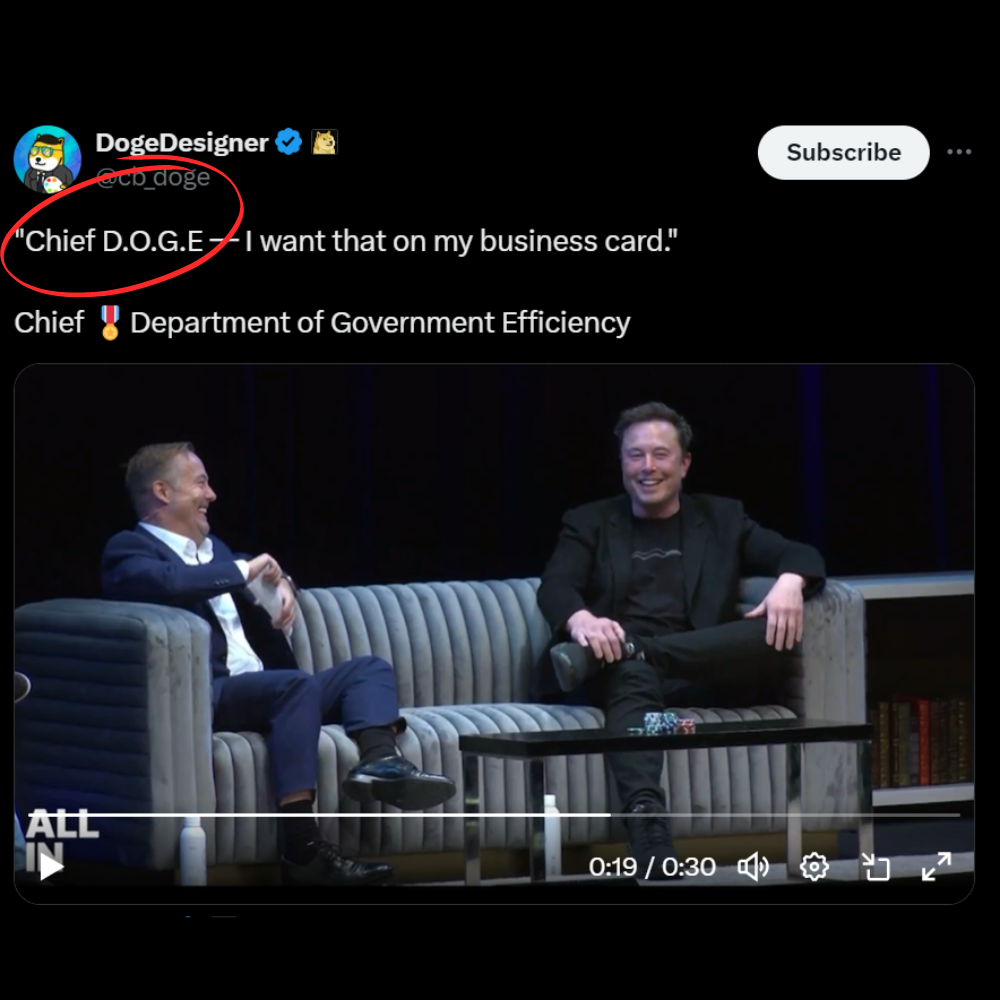 DogeDesigner
@cb_doge
Subscribe
"Chief D.O.G.E — I want that on my business card."
Chief 🎖️ Department of Government Efficiency
ALL
IN
0:19 / 0:30